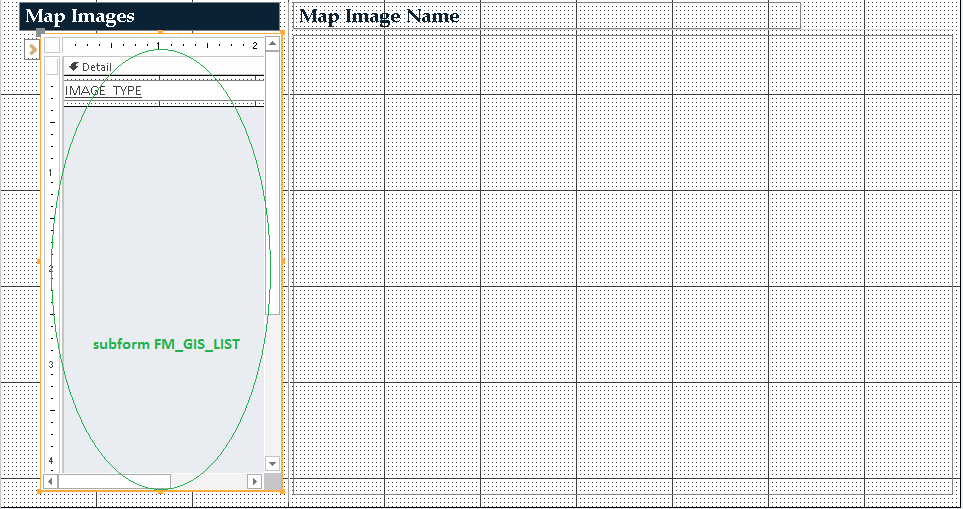 Map Images
Map Image Name
1 2
Detail
IMAGE_TYPE
1
2
subform FM_GIS_LIST
3
4